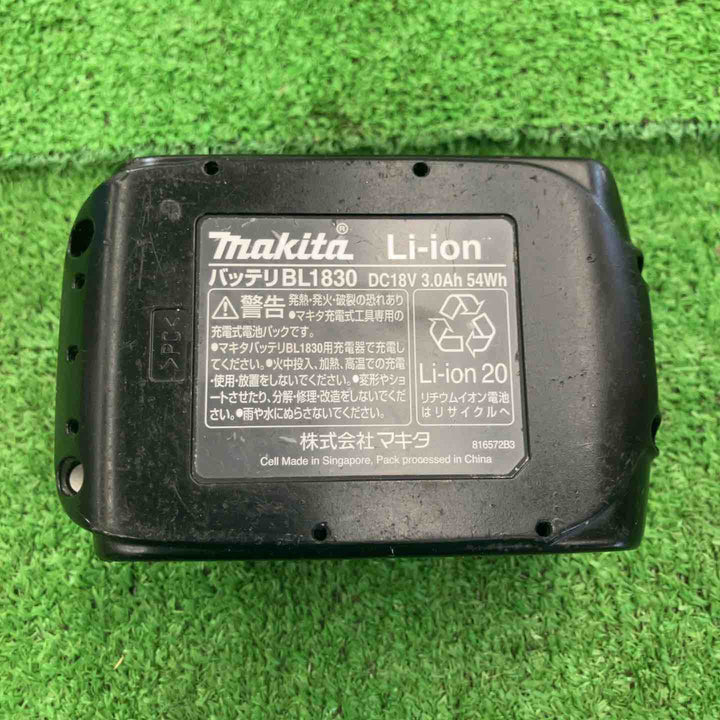 makita® Li-ion
バッテリBL1830 DC18V 3.0Ah 54Wh
警告 発熱・発火・破裂の恐れあり
●マキタ充電式工具専用の
充電式電池パックです。
●マキタバッテリBL1830用充電器で充電し
てください。●火中投入、加熱、高温での充電
・使用・放置をしないでください。●変形やショ
ートさせたり、分解・修理・改造をしないでくだ
さい。●雨や水にぬらさないでください。
Li-ion 20
リチウムイオン電池
はリサイクルへ
株式会社マキタ
816572B3
Cell Made in Singapore, Pack processed in China
>PC<